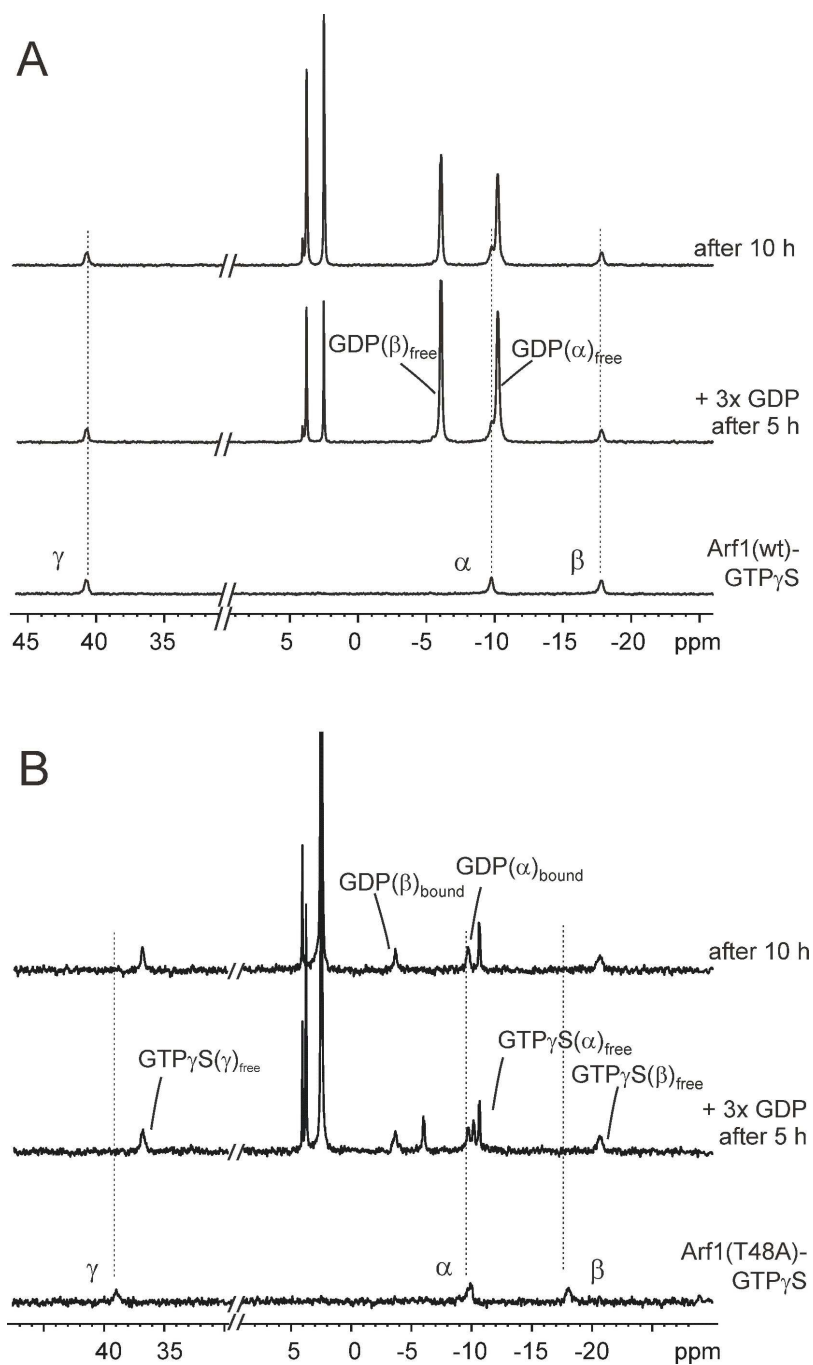 A
after 10 h
GDP(β)free
GDP(α)free
+ 3x GDP
after 5 h
γ
α
β
Arf1(wt)-
GTPγS
45 40 35 5 0 -5 -10 -15 -20 ppm
B
GDP(β)bound
GDP(α)bound
after 10 h
GTPγS(γ)free
GTPγS(α)free
GTPγS(β)free
+ 3x GDP
after 5 h
γ
α
β
Arf1(T48A)-
GTPγS
40 35 5 0 -5 -10 -15 -20 ppm